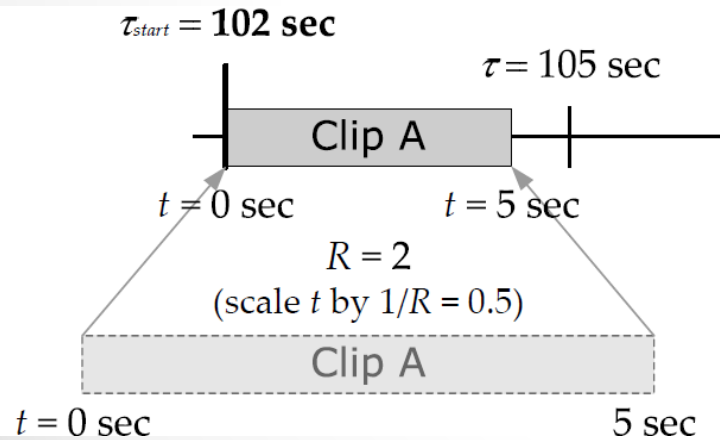 τstart = 102 sec
τ = 105 sec
Clip A
t = 0 sec
t = 5 sec
R = 2
(scale t by 1/R = 0.5)
Clip A
t = 0 sec
5 sec